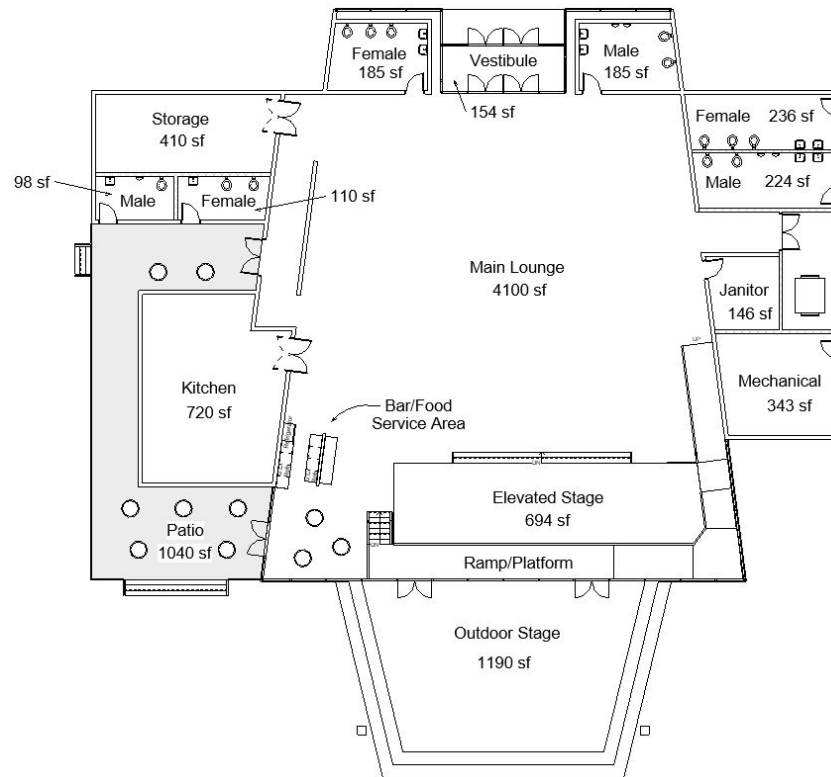 Female
185 sf
Vestibule
154 sf
Male
185 sf
Storage
410 sf
Female 236 sf
Male
224 sf
98 sf
Male
Female
110 sf
Main Lounge
4100 sf
Janitor
146 sf
UP
Kitchen
720 sf
Bar/Food
Service Area
Mechanical
343 sf
Refrigerator
Elevated Stage
694 sf
Patio
1040 sf
Ramp/Platform
Outdoor Stage
1190 sf